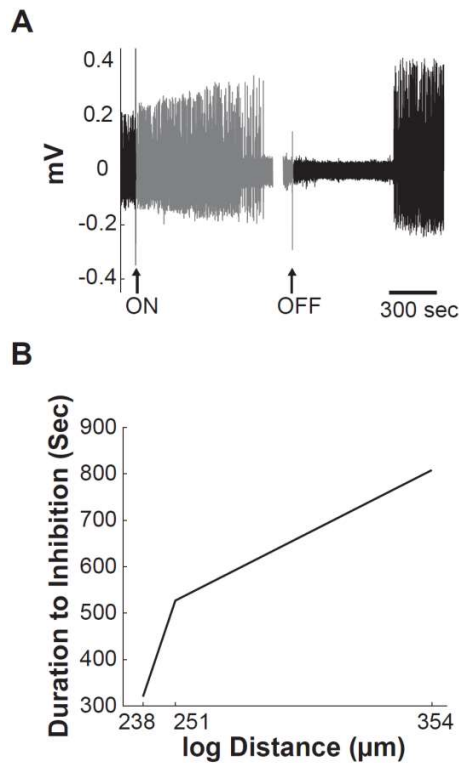 A
0.4
0.2
0
-0.2
-0.4
mV
ON
OFF
300 sec
B
900
800
700
600
500
400
300
Duration to Inhibition (Sec)
238 251 354
log Distance (µm)